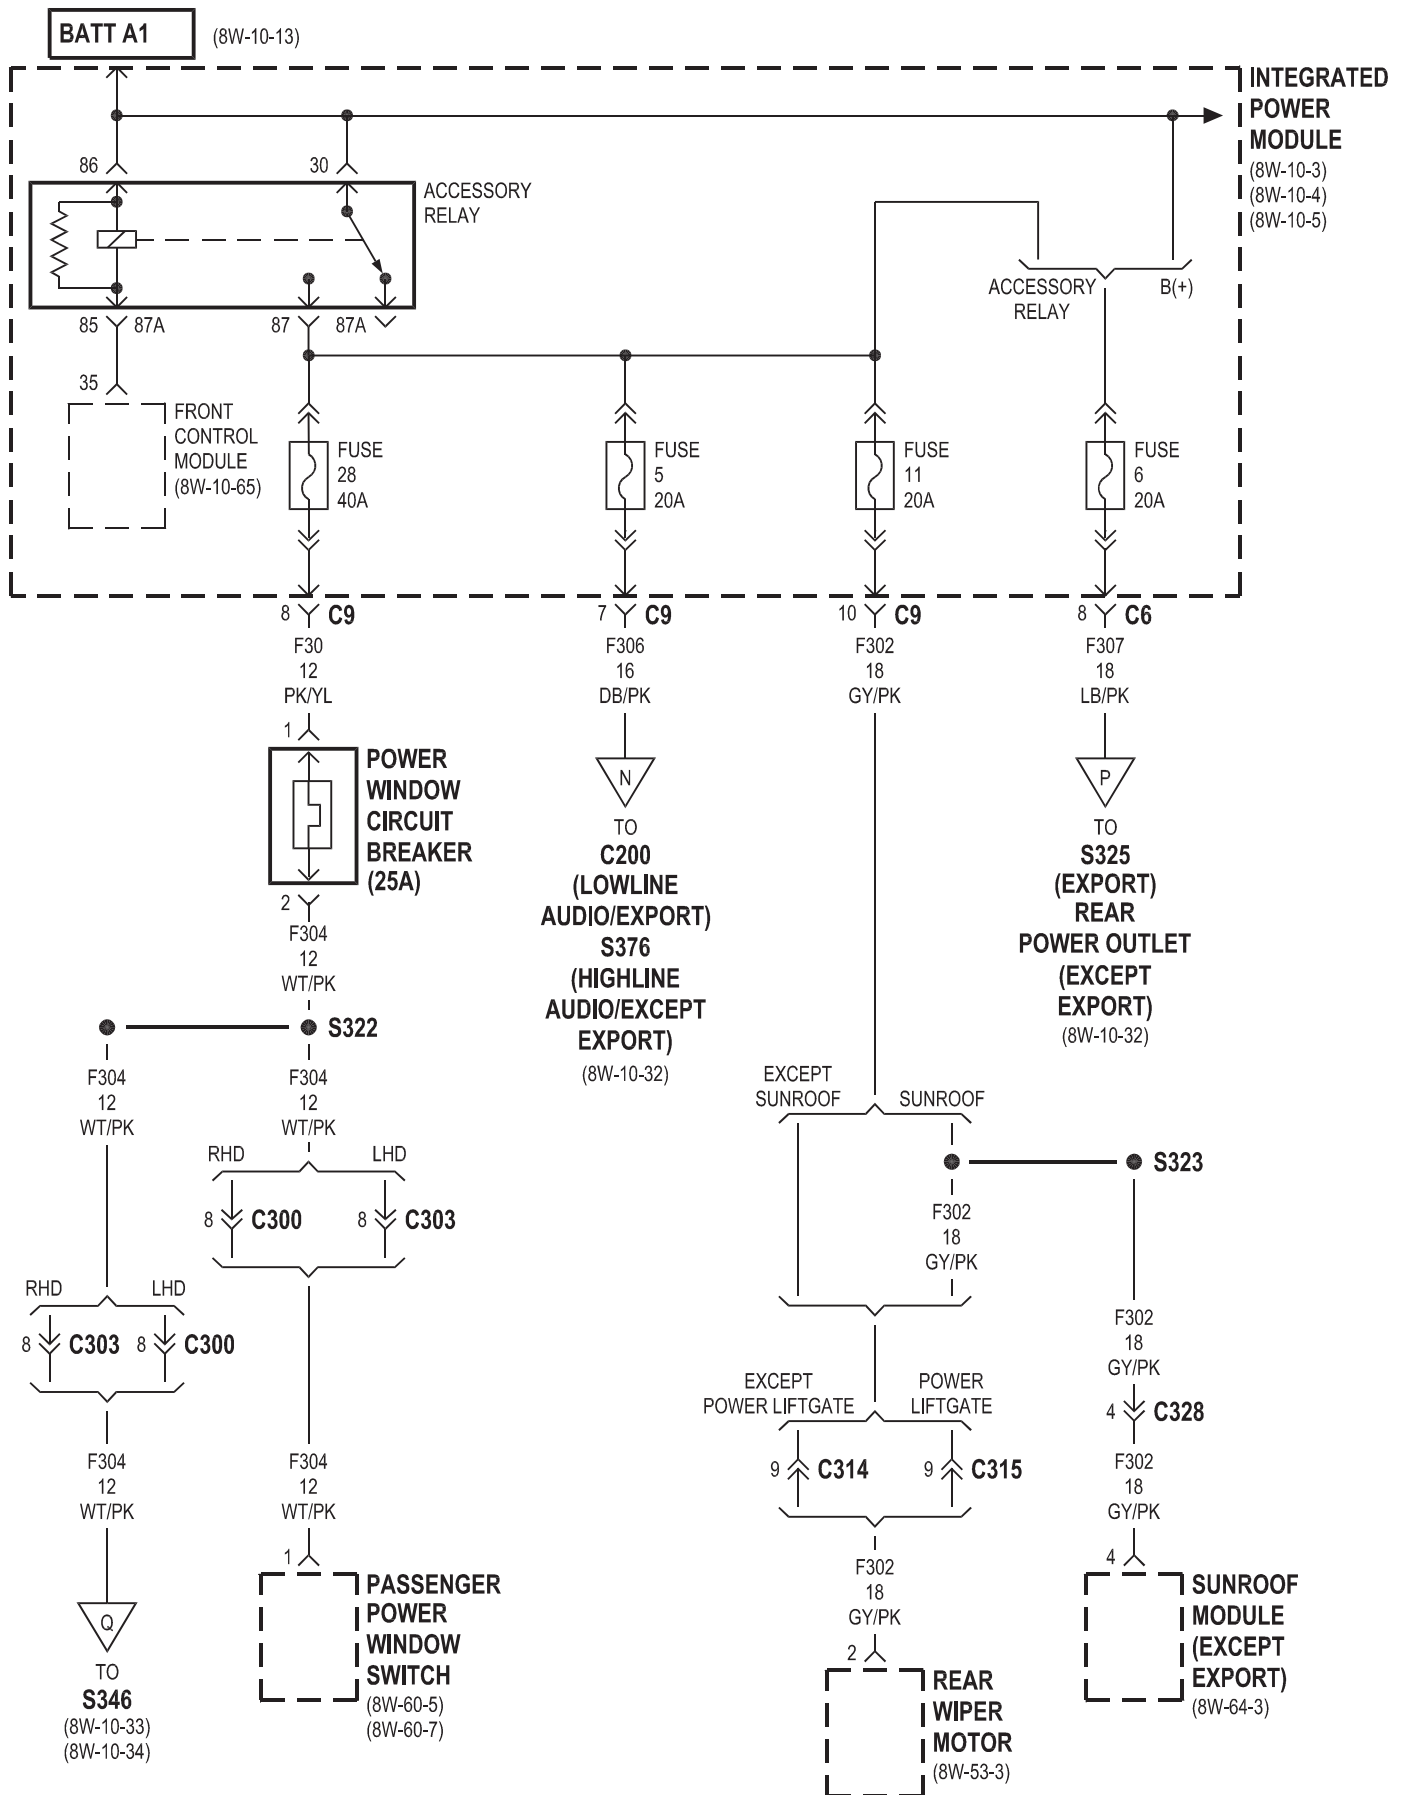 BATT A1 (8W-10-13)
INTEGRATED
POWER
MODULE
(8W-10-3)
(8W-10-4)
(8W-10-5)
86
30
ACCESSORY
RELAY
85
87A
87
87A
ACCESSORY
RELAY
B(+)
35
FRONT
CONTROL
MODULE
(8W-10-65)
FUSE
28
40A
FUSE
5
20A
FUSE
11
20A
FUSE
6
20A
8 C9
7 C9
10 C9
8 C6
F30
12
PK/YL
F306
16
DB/PK
F302
18
GY/PK
F307
18
LB/PK
1
POWER
WINDOW
CIRCUIT
BREAKER
(25A)
2
N
TO
C200
(LOWLINE
AUDIO/EXPORT)
S376
(HIGHLINE
AUDIO/EXCEPT
EXPORT)
(8W-10-32)
P
TO
S325
(EXPORT)
REAR
POWER OUTLET
(EXCEPT
EXPORT)
(8W-10-32)
F304
12
WT/PK
S322
F304
12
WT/PK
F304
12
WT/PK
EXCEPT
SUNROOF
SUNROOF
RHD
LHD
8 C300
8 C303
S323
F302
18
GY/PK
RHD
LHD
8 C303
8 C300
F302
18
GY/PK
EXCEPT
POWER LIFTGATE
POWER
LIFTGATE
9 C314
9 C315
4 C328
F304
12
WT/PK
F304
12
WT/PK
F302
18
GY/PK
1
PASSENGER
POWER
WINDOW
SWITCH
(8W-60-5)
(8W-60-7)
Q
TO
S346
(8W-10-33)
(8W-10-34)
F302
18
GY/PK
2
REAR
WIPER
MOTOR
(8W-53-3)
4
SUNROOF
MODULE
(EXCEPT
EXPORT)
(8W-64-3)